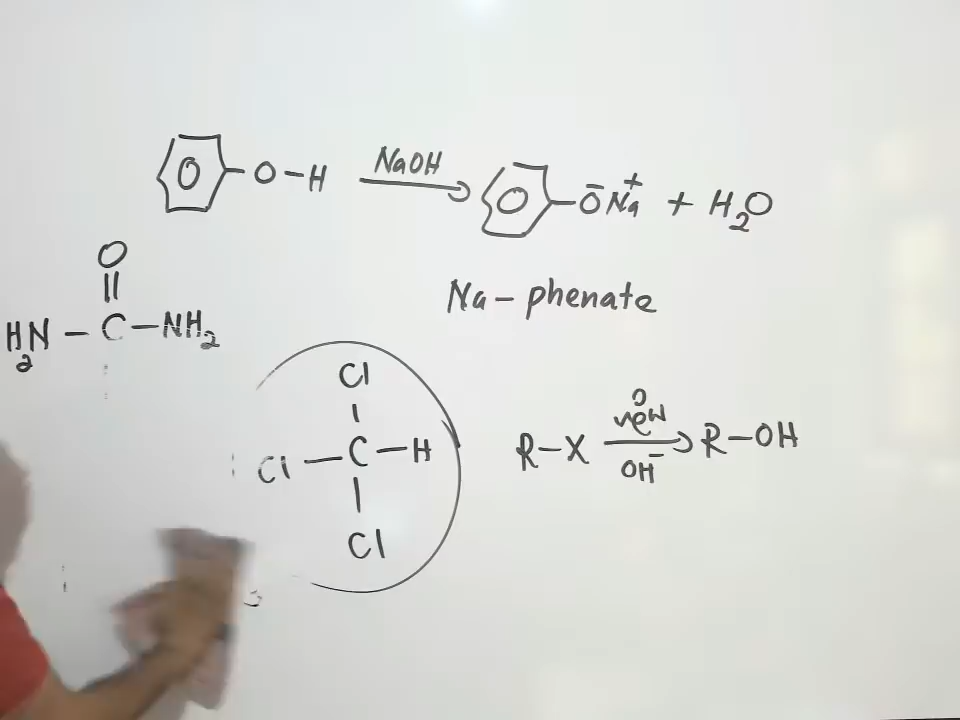 O–H NaOH → ŌNa⁺ + H₂O
O
||
H₂N – C – NH₂
Na – phenate
Cl
|
Cl – C – H
|
Cl
R–X OH⁻ → R–OH